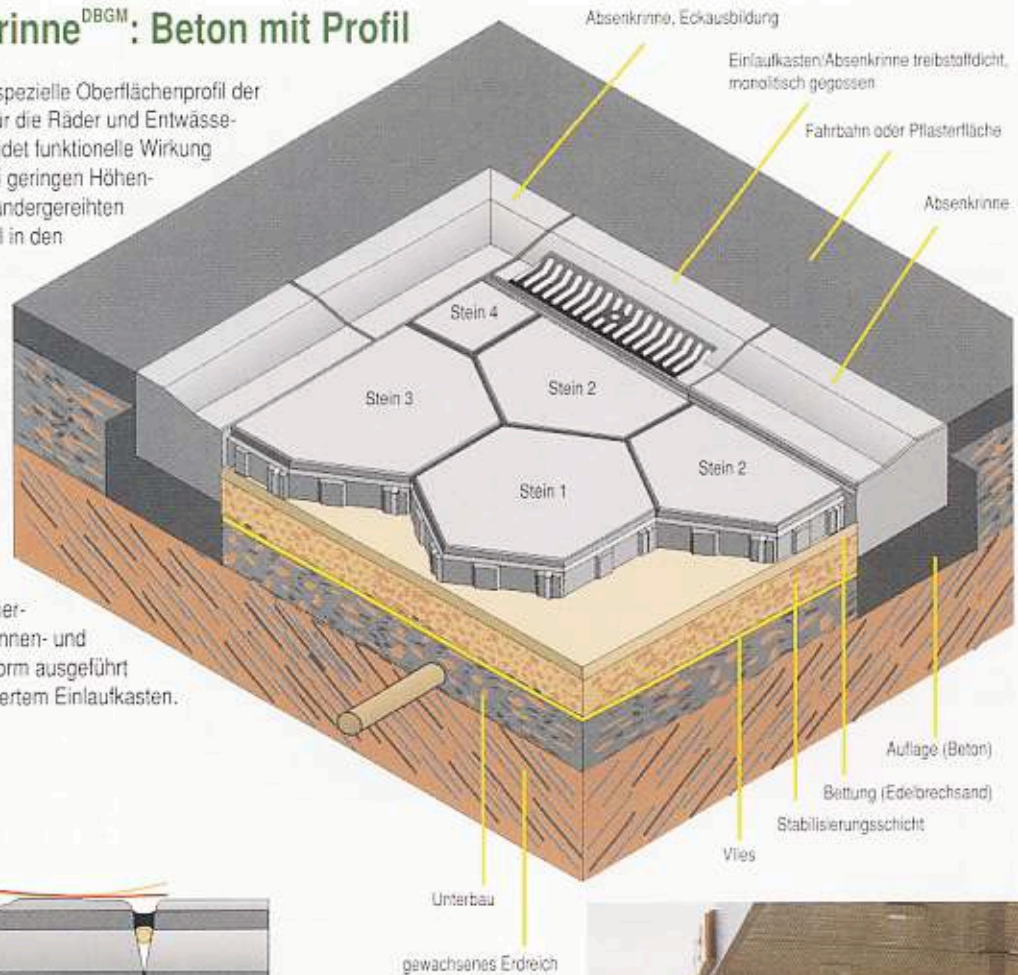 rinne DBGM: Beton mit Profil
spezielle Oberflächenprofil der
ür die Räder und Entwässe-
idet funktionelle Wirkung
i geringen Höhen-
andergereihten
l in den
Absenkrinne, Eckausbildung
Einlaufkasten/Absenkrinne treibstoffdicht,
monolitisch gegossen
Fahrbahn oder Pflasterfläche
Absenkrinne
Stein 4
Stein 3
Stein 2
Stein 2
Stein 1
er-
nnen- und
orm ausgeführt
ertem Einlaufkasten.
Auflage (Beton)
Bettung (Edelbrechsand)
Stabilisierungsschicht
Vlies
Unterbau
gewachsenes Erdreich